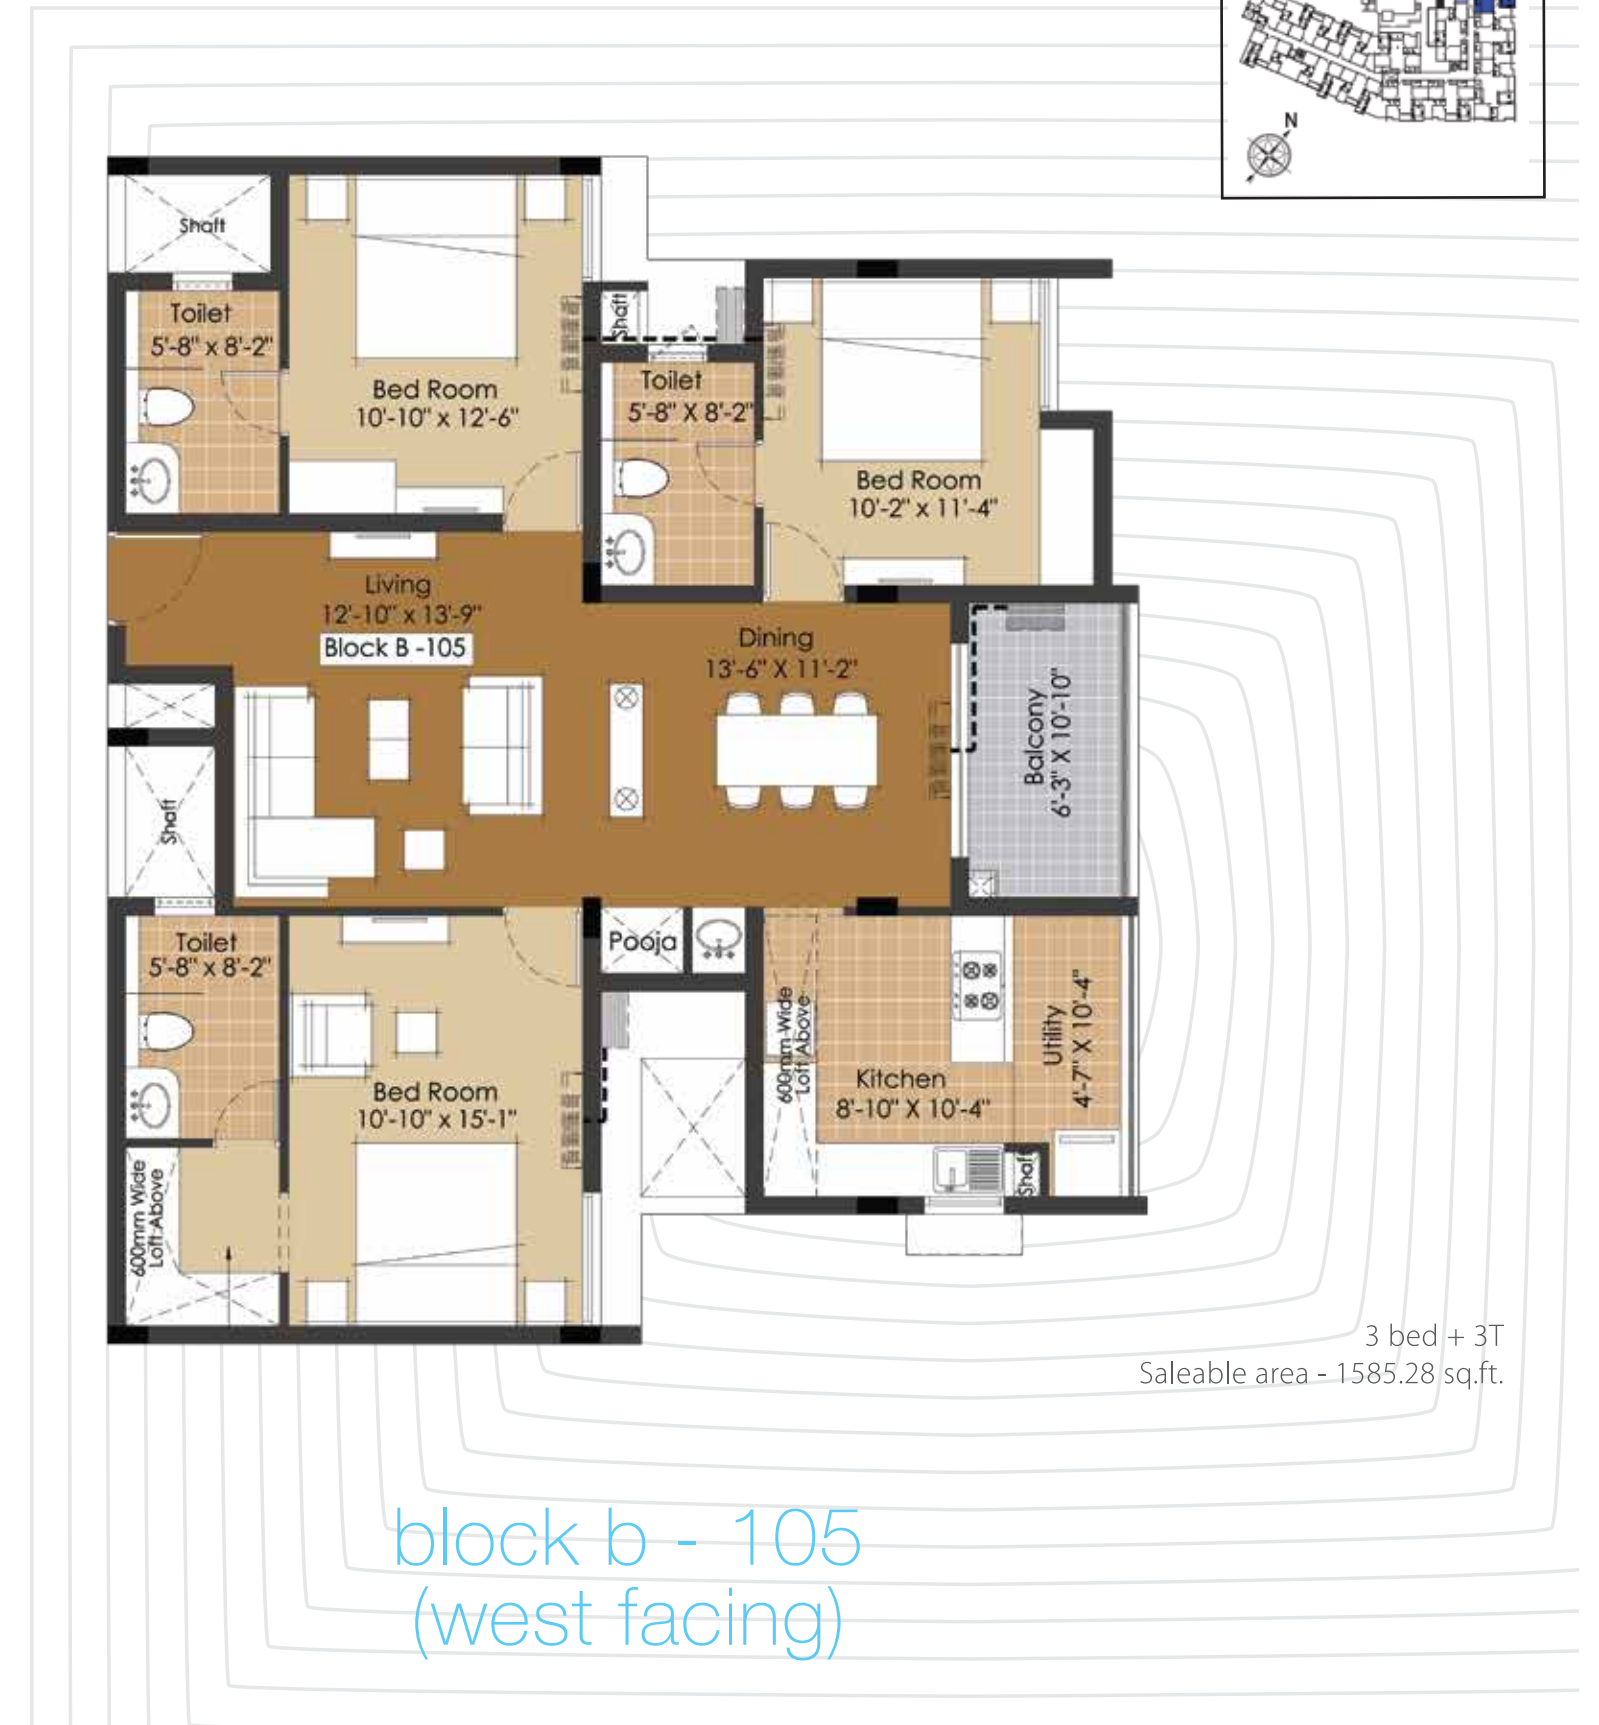 N
Shaft
Toilet
5'-8" x 8'-2"
Bed Room
10'-10" x 12'-6"
Shaft
Toilet
5'-8" X 8'-2"
Bed Room
10'-2" x 11'-4"
Living
12'-10" x 13'-9"
Block B -105
Dining
13'-6" X 11'-2"
Balcony
6'-3" X 10'-10"
Shaft
Toilet
5'-8" x 8'-2"
Pooja
Bed Room
10'-10" x 15'-1"
600mm Wide
Loft Above
Kitchen
8'-10" X 10'-4"
Utility
4'-7" X 10'-4"
Shaft
600mm Wide
Loft Above
3 bed + 3T
Saleable area - 1585.28 sq.ft.
block b - 105
(west facing)